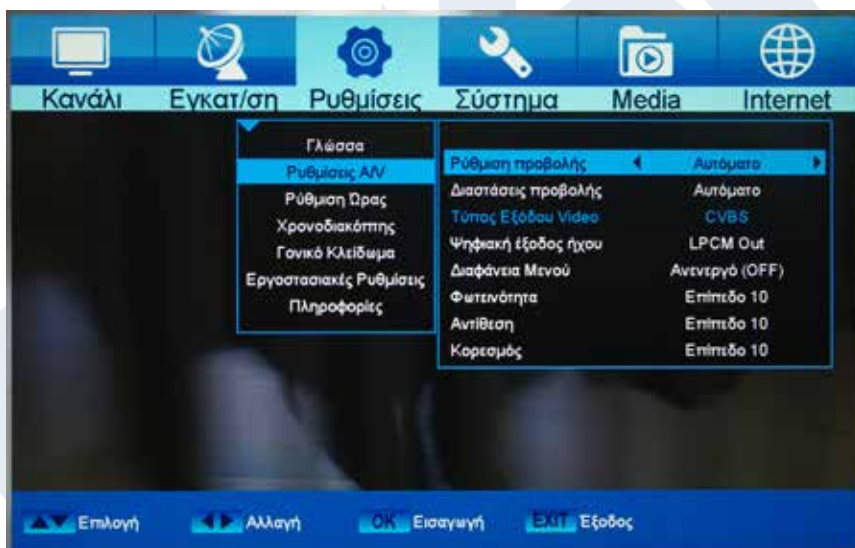 Κανάλι Εγκατ/ση Ρυθμίσεις Σύστημα Media Internet
Γλώσσα
Ρυθμίσεις A/V
Ρύθμιση Ώρας
Χρονοδιακόπτης
Γονικό Κλείδωμα
Εργοστασιακές Ρυθμίσεις
Πληροφορίες
Ρύθμιση προβολής Αυτόματο
Διαστάσεις προβολής Αυτόματο
Τύπος Εξόδου Video CVBS
Ψηφιακή έξοδος ήχου LPCM Out
Διαφάνεια Μενού Ανενεργό (OFF)
Φωτεινότητα Επίπεδο 10
Αντίθεση Επίπεδο 10
Κορεσμός Επίπεδο 10
Επιλογή Αλλαγή OK Εισαγωγή EXIT Έξοδος